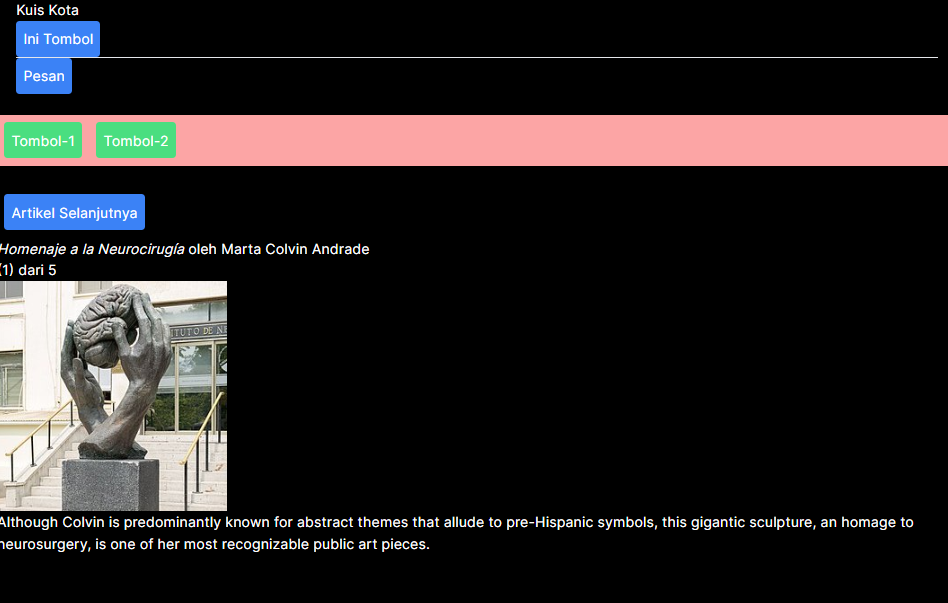 Kuis Kota
Ini Tombol
Pesan
Tombol-1 Tombol-2
Artikel Selanjutnya
Homenaje a la Neurocirugía oleh Marta Colvin Andrade
(1) dari 5
ITUTO DE NE
Although Colvin is predominantly known for abstract themes that allude to pre-Hispanic symbols, this gigantic sculpture, an homage to
neurosurgery, is one of her most recognizable public art pieces.